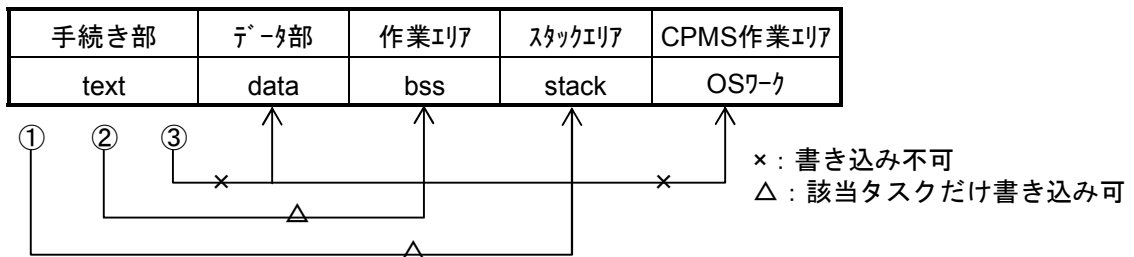 手続き部 ﾃﾞｰﾀ部 作業ｴﾘｱ ｽﾀｯｸｴﾘｱ CPMS作業ｴﾘｱ
text data bss stack OSﾜｰｸ
① ② ③
× ×
×：書き込み不可
△：該当タスクだけ書き込み可
△
△